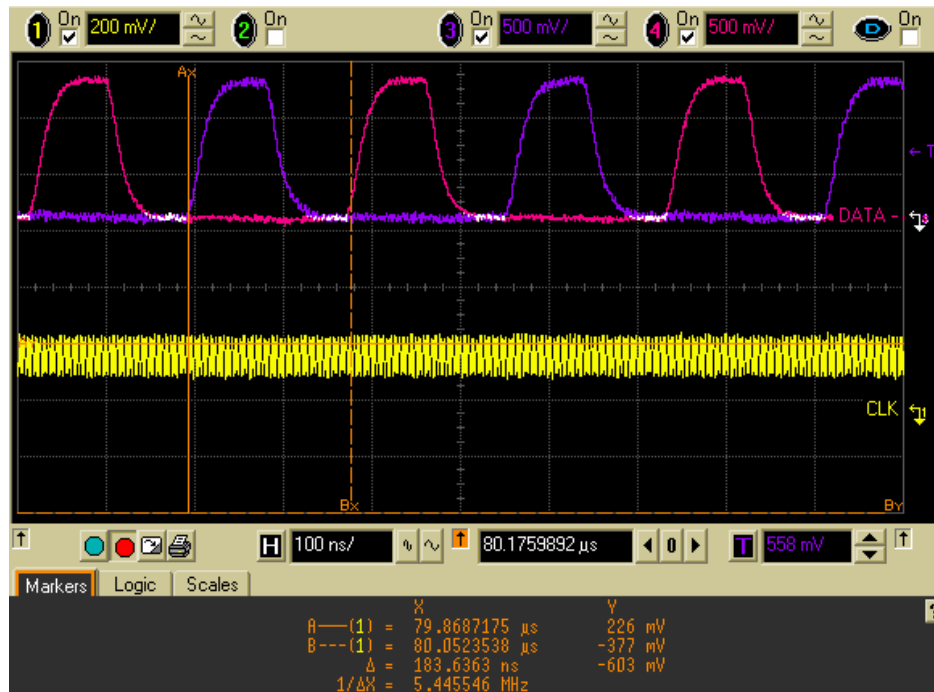 1 On 200 mV/ 2 On 3 On 500 mV/ 4 On 500 mV/ D On
Ax
T
DATA
CLK 1
Bx By
H 100 ns/ 80.1759892 µs 0 T 558 mV
Markers Logic Scales
X Y
A——(1) = 79.8687175 µs 226 mV
B---(1) = 80.0523538 µs -377 mV
Δ = 183.6363 ns -603 mV
1/ΔX = 5.445546 MHz